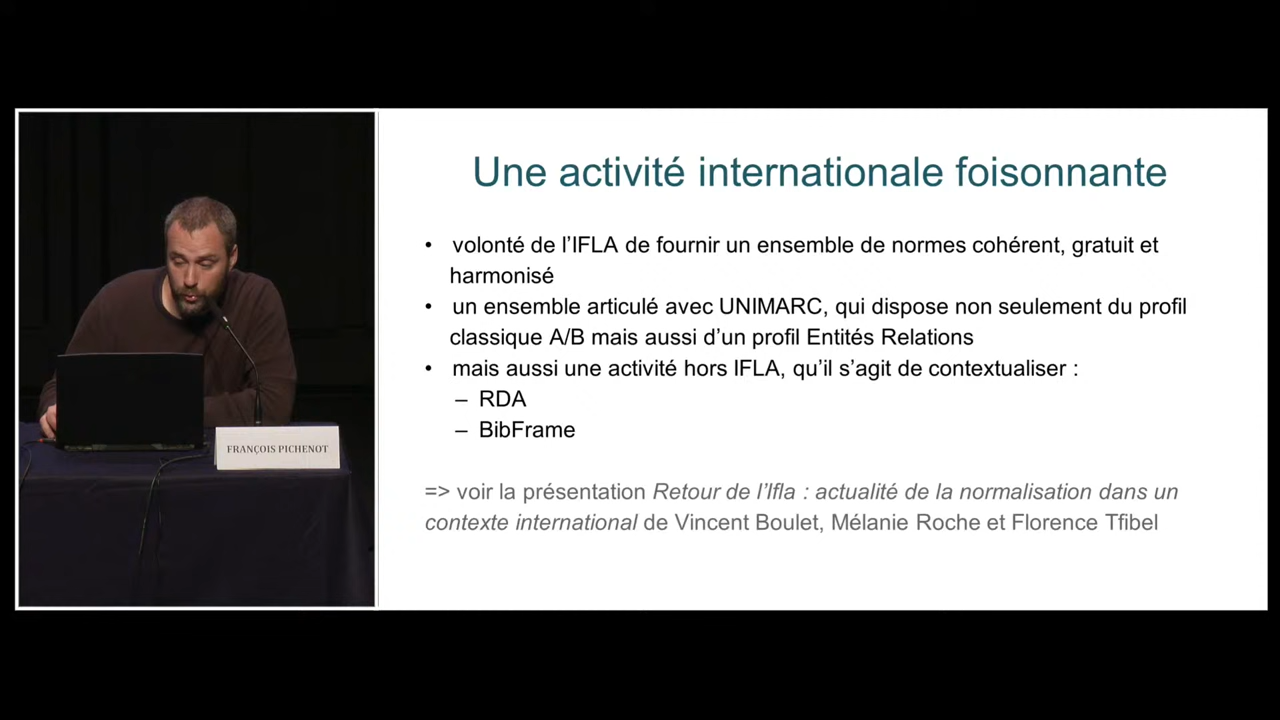 Une activité internationale foisonnante
• volonté de l'IFLA de fournir un ensemble de normes cohérent, gratuit et
harmonisé
• un ensemble articulé avec UNIMARC, qui dispose non seulement du profil
classique A/B mais aussi d'un profil Entités Relations
• mais aussi une activité hors IFLA, qu'il s'agit de contextualiser :
– RDA
– BibFrame
=> voir la présentation Retour de l'Ifla : actualité de la normalisation dans un
contexte international de Vincent Boulet, Mélanie Roche et Florence Tfibel
FRANÇOIS PICHENOT